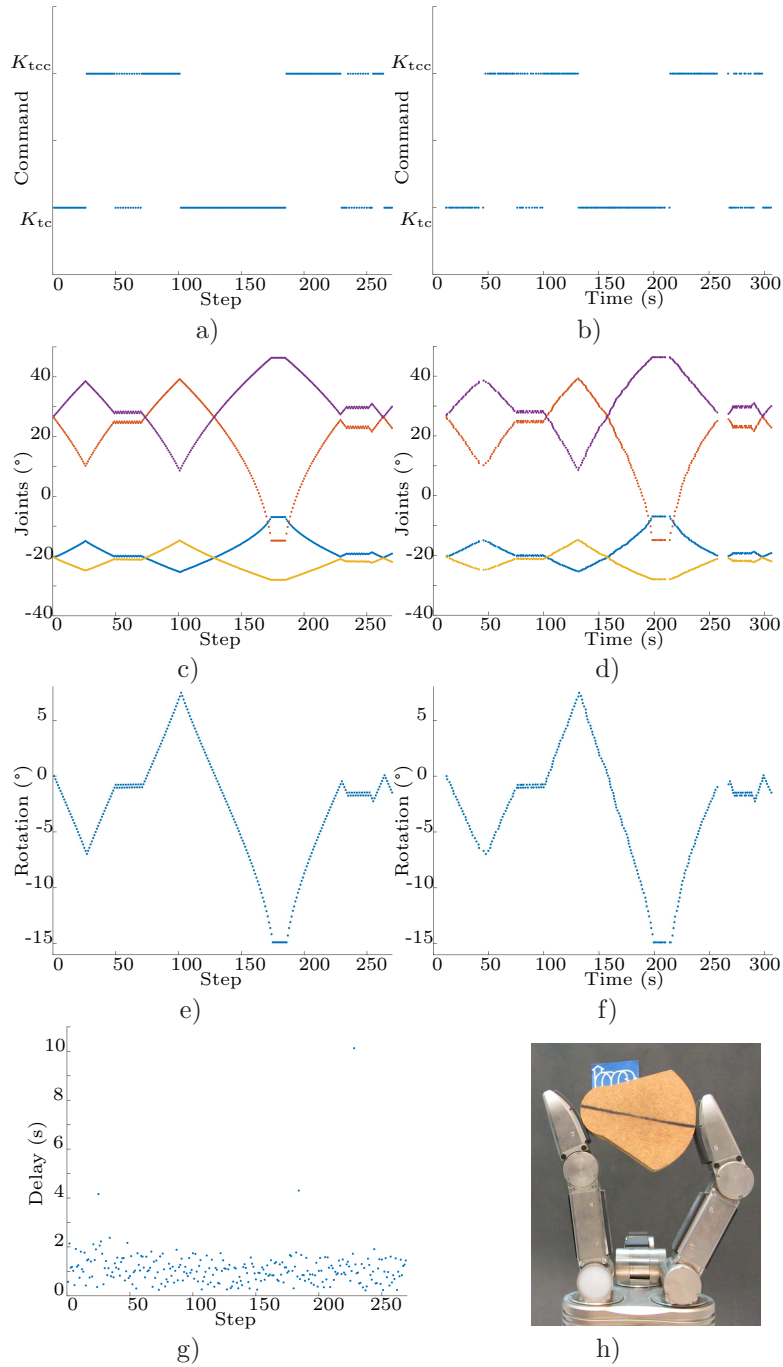 K_tcc
Command
K_tc
0 50 100 150 200 250
Step
a)
K_tcc
Command
K_tc
0 50 100 150 200 250 300
Time (s)
b)
40
20
0
-20
-40
Joints (°)
0 50 100 150 200 250
Step
c)
40
20
0
-20
-40
Joints (°)
0 50 100 150 200 250 300
Time (s)
d)
5
0
-5
-10
-15
Rotation (°)
0 50 100 150 200 250
Step
e)
5
0
-5
-10
-15
Rotation (°)
0 50 100 150 200 250 300
Time (s)
f)
10
8
6
4
2
0
Delay (s)
0 50 100 150 200 250
Step
g)
h)